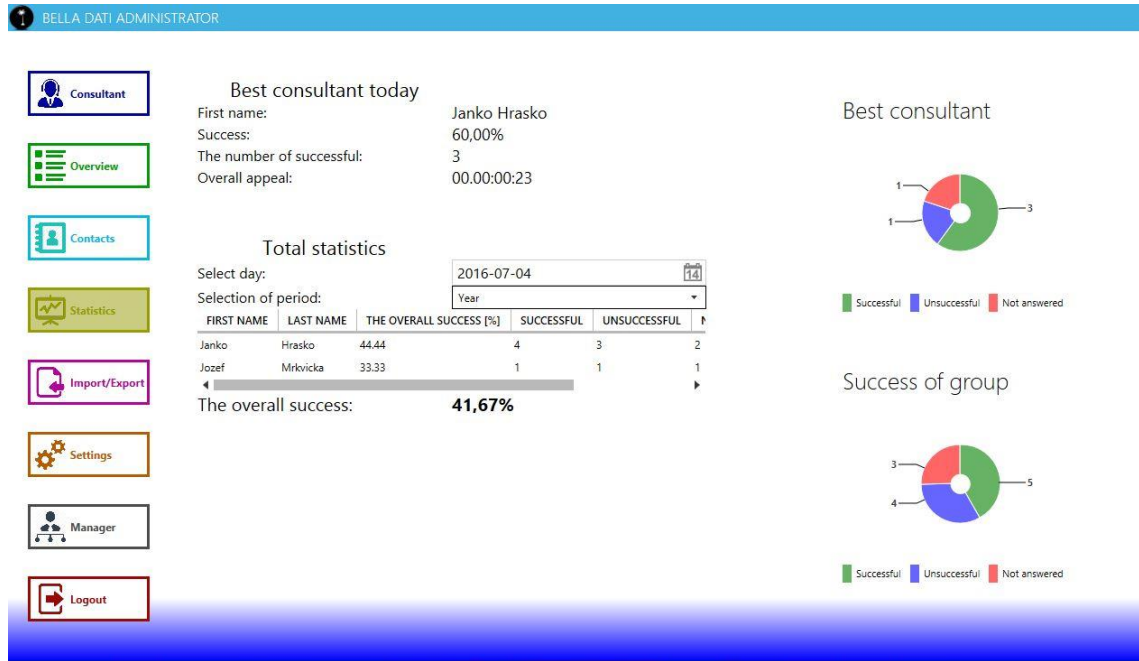 BELLA DATI ADMINISTRATOR
Consultant
Overview
Contacts
Statistics
Import/Export
Settings
Manager
Logout
Best consultant today
First name: Janko Hrasko
Success: 60,00%
The number of successful: 3
Overall appeal: 00.00:00:23
Total statistics
Select day: 2016-07-04 14
Selection of period: Year
FIRST NAME LAST NAME THE OVERALL SUCCESS [%] SUCCESSFUL UNSUCCESSFUL
Janko Hrasko 44.44 4 3 2
Jozef Mrkvicka 33.33 1 1 1
The overall success: 41,67%
Best consultant
1
1
3
Successful Unsuccessful Not answered
Success of group
3
4
5
Successful Unsuccessful Not answered